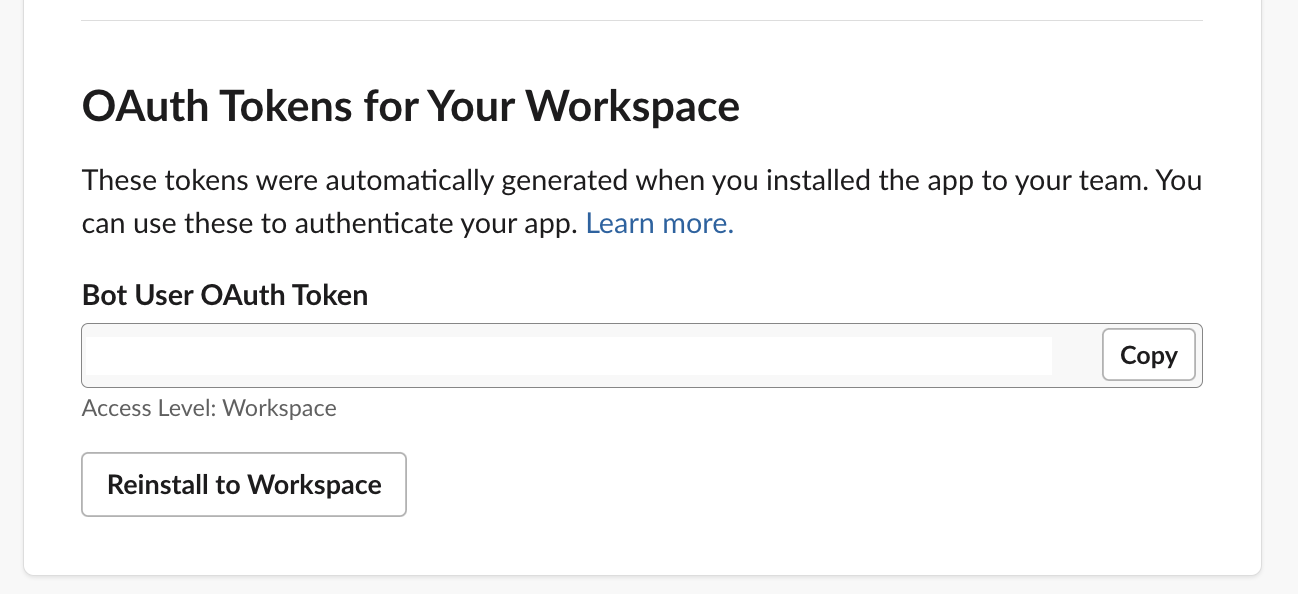 OAuth Tokens for Your Workspace
These tokens were automatically generated when you installed the app to your team. You
can use these to authenticate your app. Learn more.
Bot User OAuth Token
Copy
Access Level: Workspace
Reinstall to Workspace